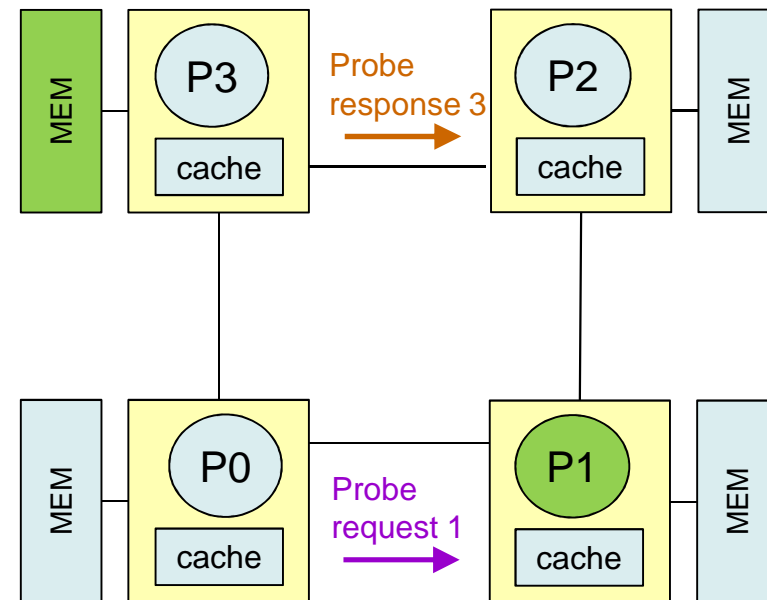 MEM
P3
cache
Probe
response 3
P2
cache
MEM
MEM
P0
cache
Probe
request 1
P1
cache
MEM